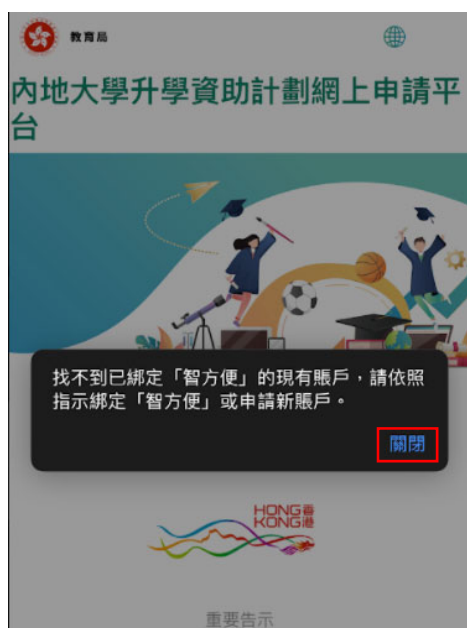 教育局
內地大學升學資助計劃網上申請平
台
找不到已綁定「智方便」的現有賬戶，請依照
指示綁定「智方便」或申請新賬戶。
關閉
HONG 香
KONG 港
重要告示